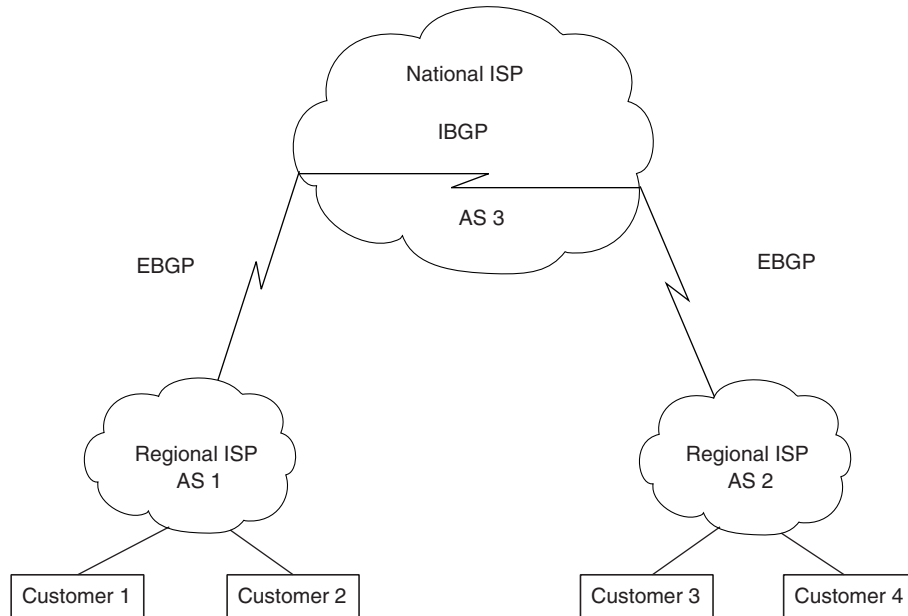 National ISP
IBGP
AS 3
EBGP
EBGP
Regional ISP
AS 1
Regional ISP
AS 2
Customer 1
Customer 2
Customer 3
Customer 4